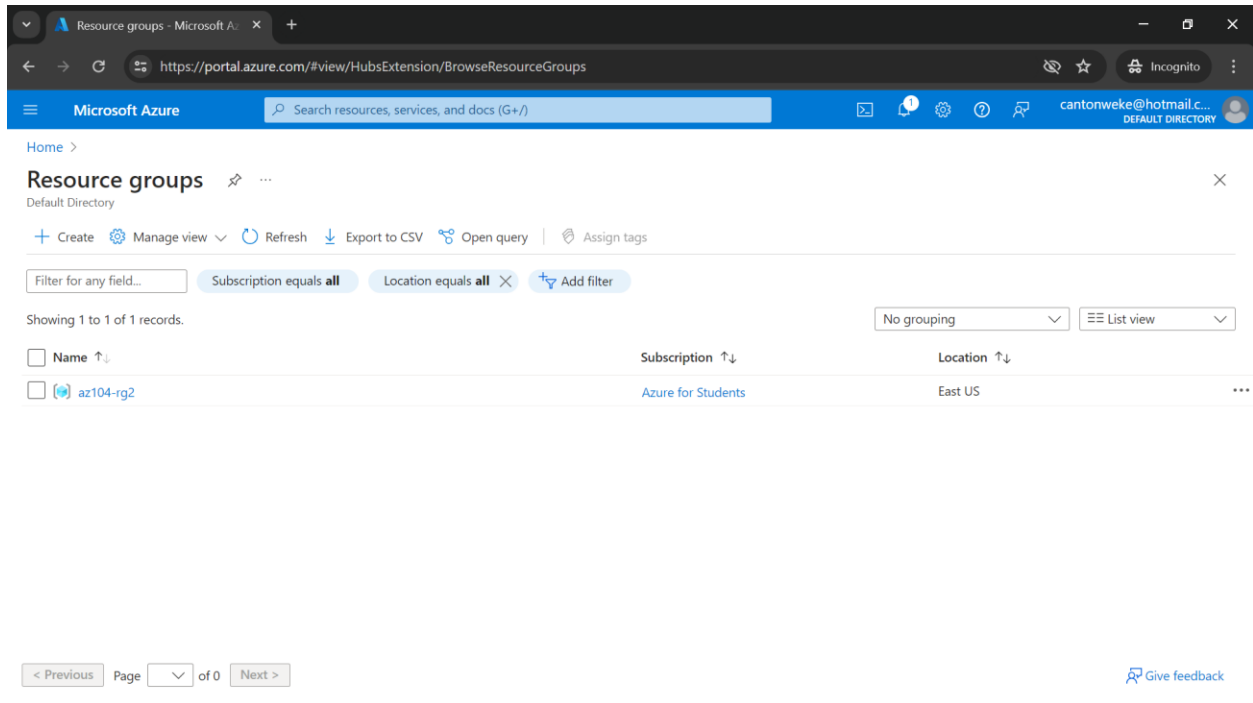 Resource groups - Microsoft Az
https://portal.azure.com/#view/HubsExtension/BrowseResourceGroups
Incognito
Microsoft Azure
Search resources, services, and docs (G+/)
1
cantonweke@hotmail.c...
DEFAULT DIRECTORY
Home >
Resource groups
Default Directory
Create Manage view Refresh Export to CSV Open query Assign tags
Filter for any field... Subscription equals all Location equals all Add filter
Showing 1 to 1 of 1 records. No grouping List view
Name Subscription Location
az104-rg2 Azure for Students East US
< Previous Page of 0 Next > Give feedback